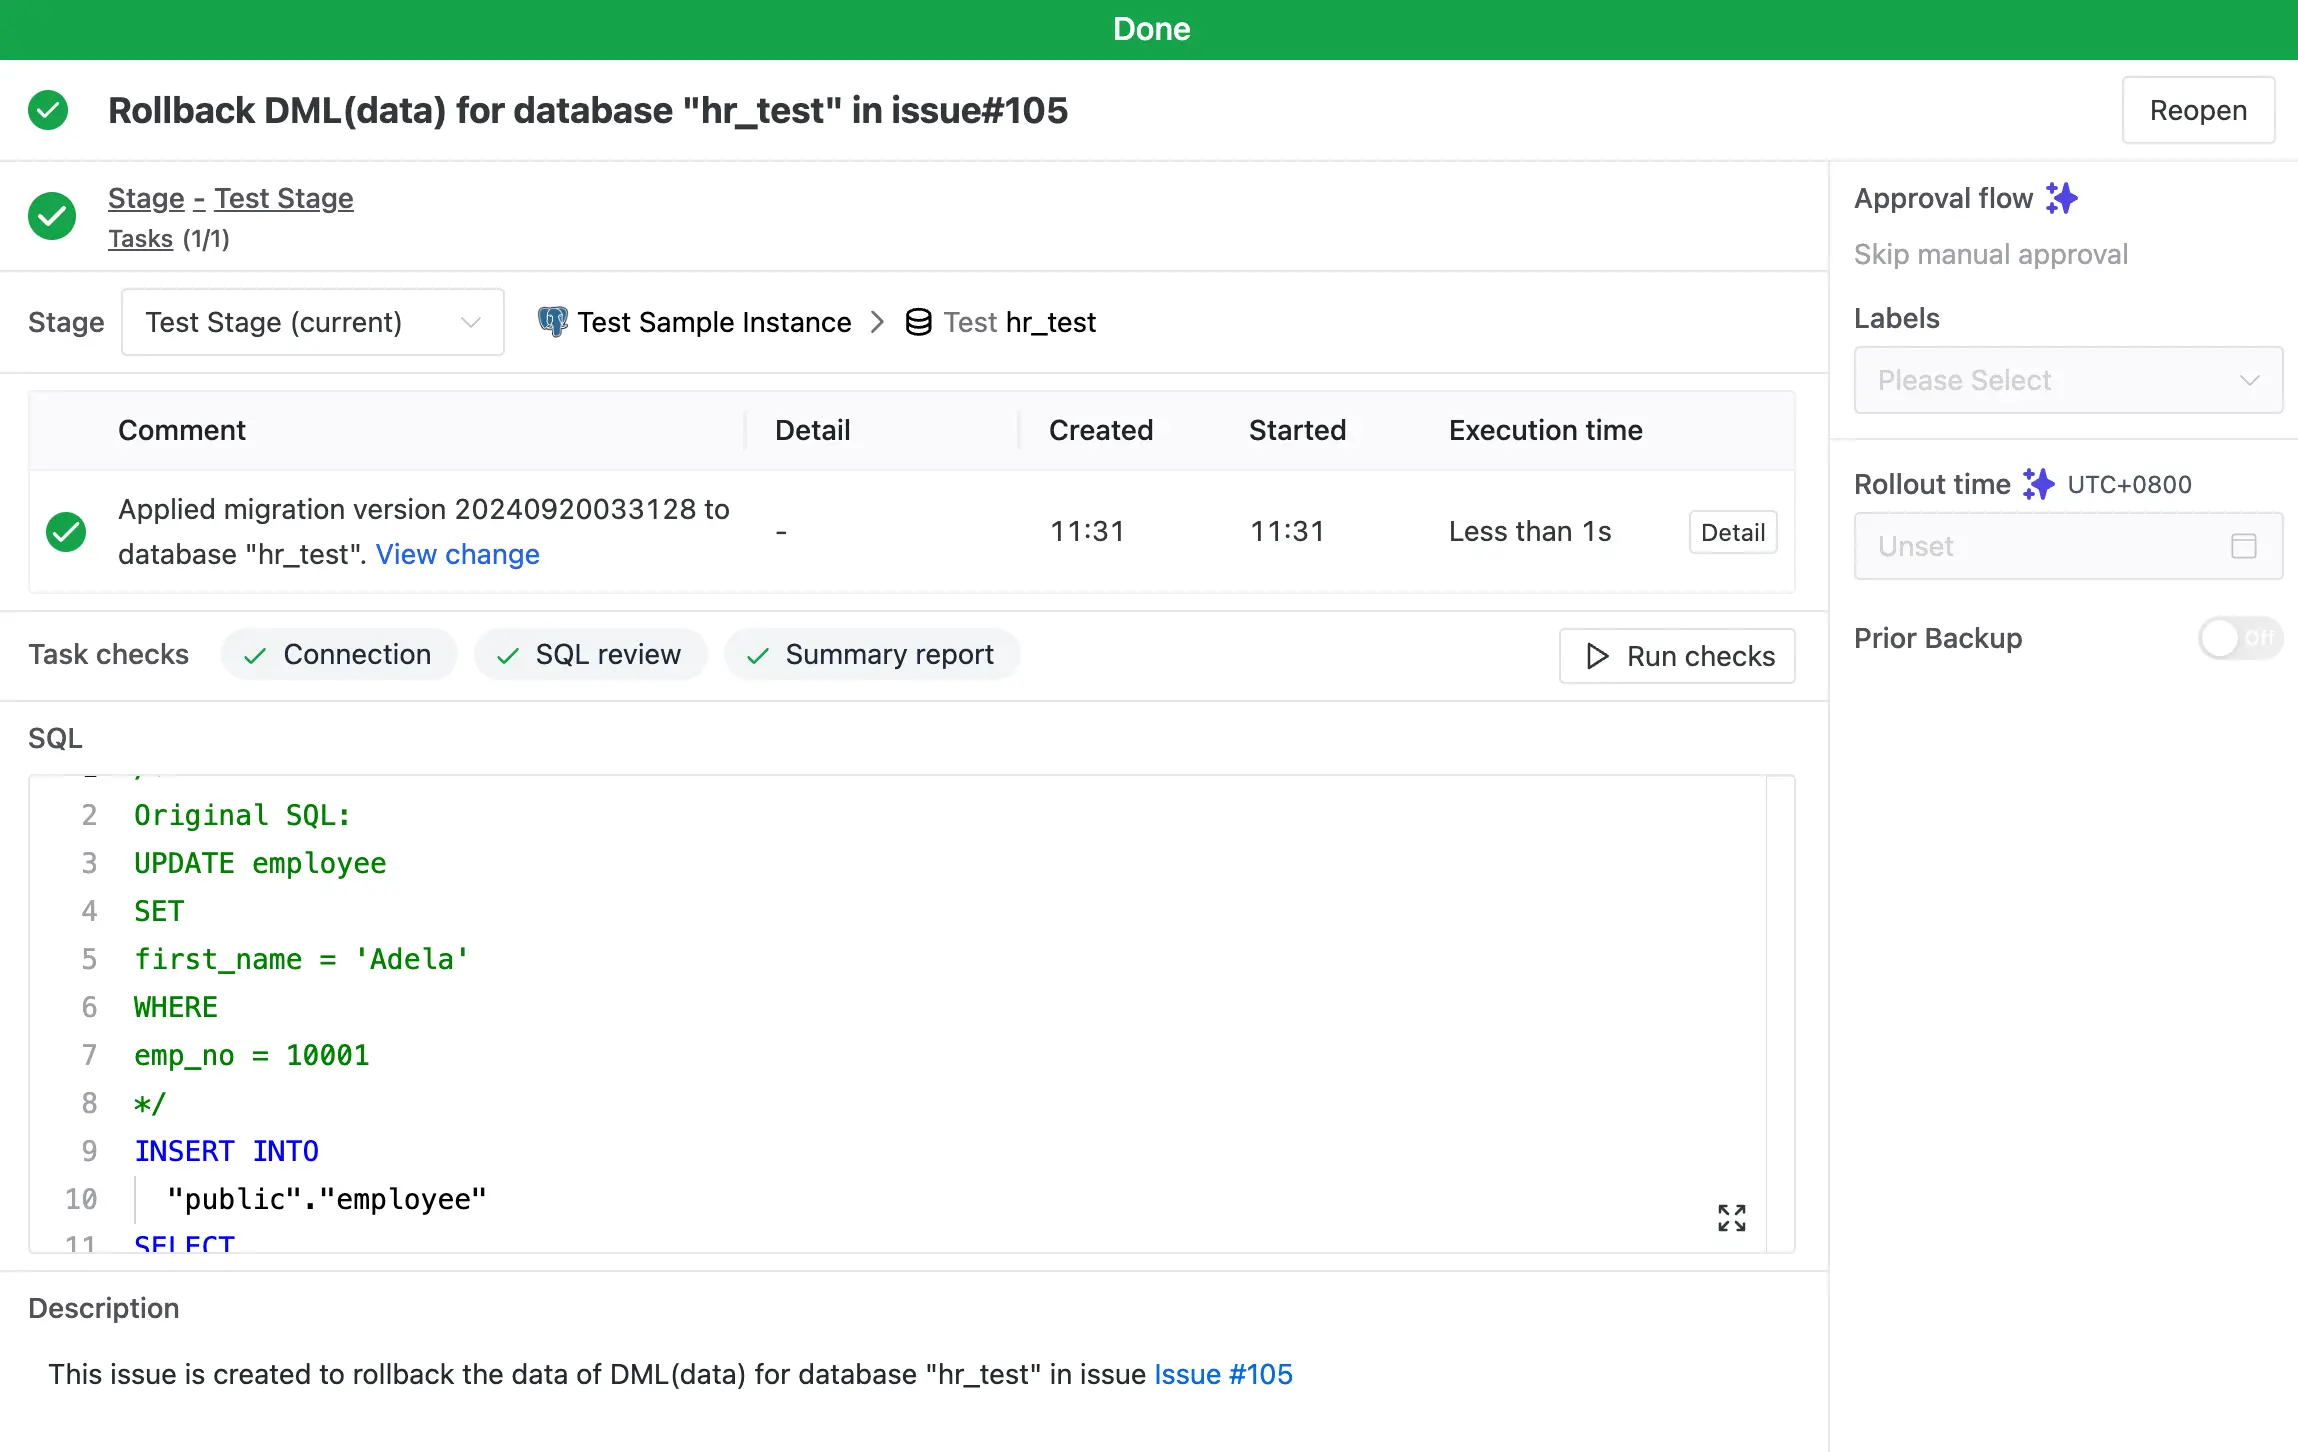 Done
Rollback DML(data) for database "hr_test" in issue#105
Reopen
Stage - Test Stage
Tasks (1/1)
Stage
Test Stage (current)
Test Sample Instance
Test hr_test
Comment
Detail
Created
Started
Execution time
Applied migration version 20240920033128 to
database "hr_test". View change
-
11:31
11:31
Less than 1s
Detail
Task checks
Connection
SQL review
Summary report
Run checks
SQL
2 Original SQL:
3 UPDATE employee
4 SET
5 first_name = 'Adela'
6 WHERE
7 emp_no = 10001
8 */
9 INSERT INTO
10 "public"."employee"
11 SELECT
Description
This issue is created to rollback the data of DML(data) for database "hr_test" in issue Issue #105
Approval flow
Skip manual approval
Labels
Please Select
Rollout time UTC+0800
Unset
Prior Backup
Off